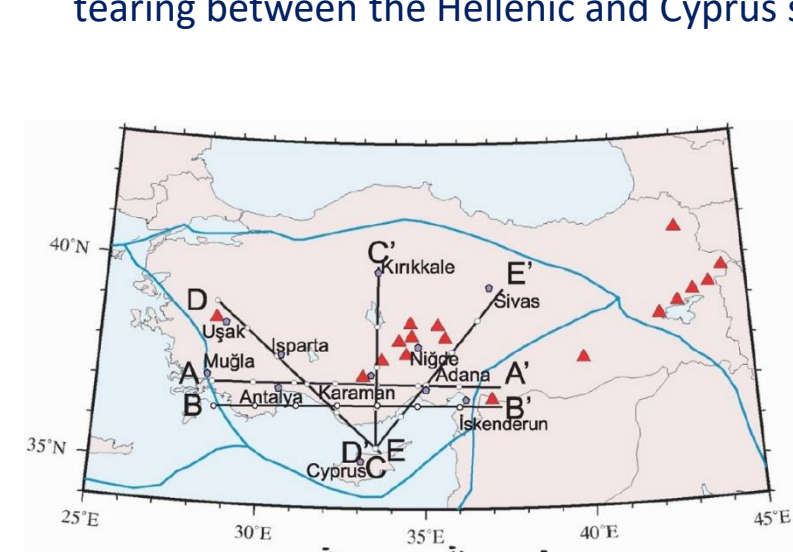 tearing between the Hellenic and Cyprus s
40°N
C'
Kırıkkale
E'
D
Sivas
Uşak
Isparta
Muğla
Niğde
A
Adana
A'
Antalya
Karaman
B
B'
İskenderun
35°N
D'
E
Cyprus
C
25°E
30°E
35°E
40°E
45°E